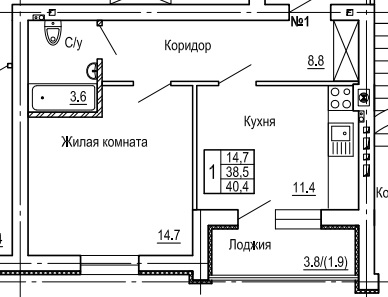 №1
С/у
Коридор
8.8
3.6
Кухня
Жилая комната
1
14,7
38,5
40,4
11.4
14.7
Лоджия
3.8/(1.9)